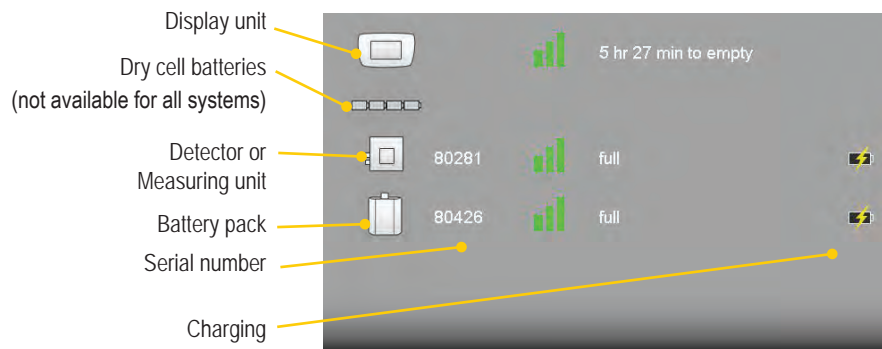 Display unit
5 hr 27 min to empty
Dry cell batteries
(not available for all systems)
Detector or
Measuring unit
80281 full
Battery pack
80426 full
Serial number
Charging